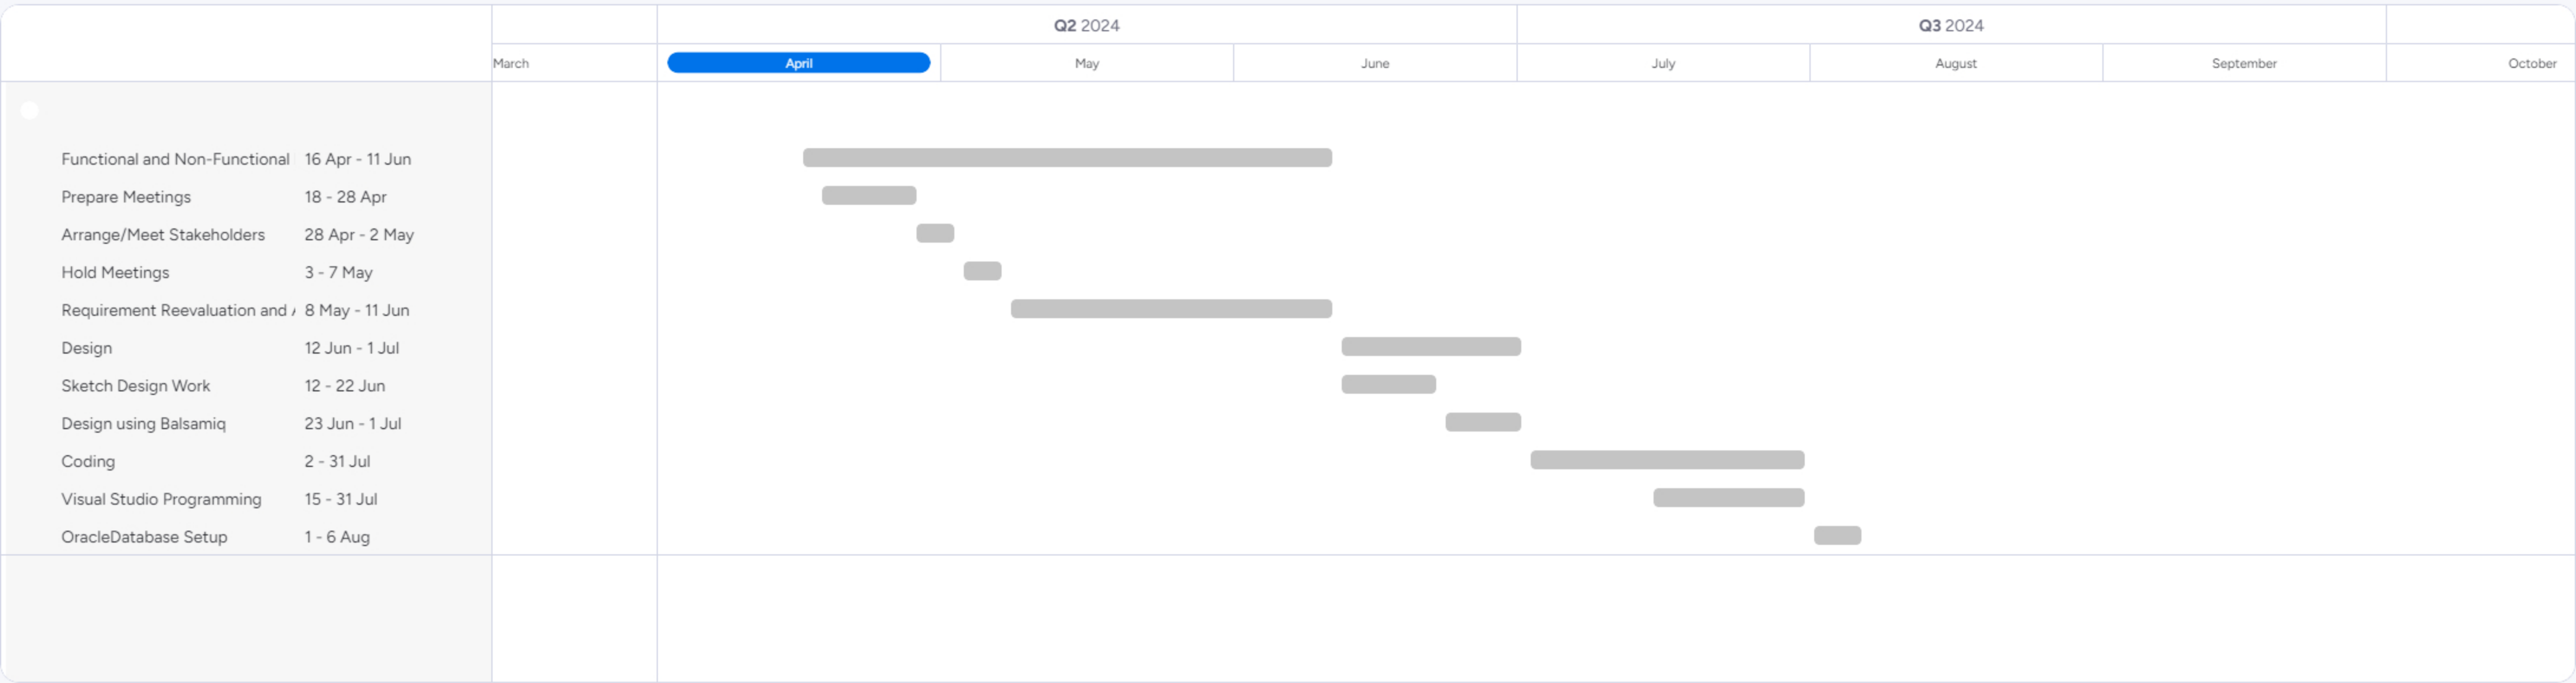 Q2 2024 Q3 2024
March April May June July August September October
Functional and Non-Functional 16 Apr - 11 Jun
Prepare Meetings 18 - 28 Apr
Arrange/Meet Stakeholders 28 Apr - 2 May
Hold Meetings 3 - 7 May
Requirement Reevaluation and 8 May - 11 Jun
Design 12 Jun - 1 Jul
Sketch Design Work 12 - 22 Jun
Design using Balsamiq 23 Jun - 1 Jul
Coding 2 - 31 Jul
Visual Studio Programming 15 - 31 Jul
OracleDatabase Setup 1 - 6 Aug